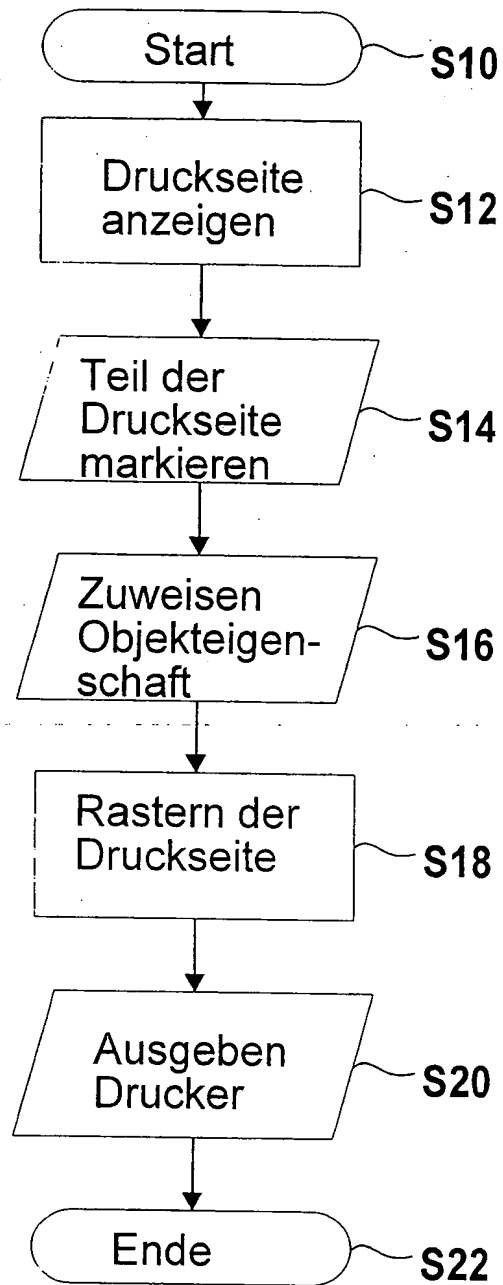 Start
S10
Druckseite
anzeigen
S12
Teil der
Druckseite
markieren
S14
Zuweisen
Objekteigen-
schaft
S16
Rastern der
Druckseite
S18
Ausgeben
Drucker
S20
Ende
S22